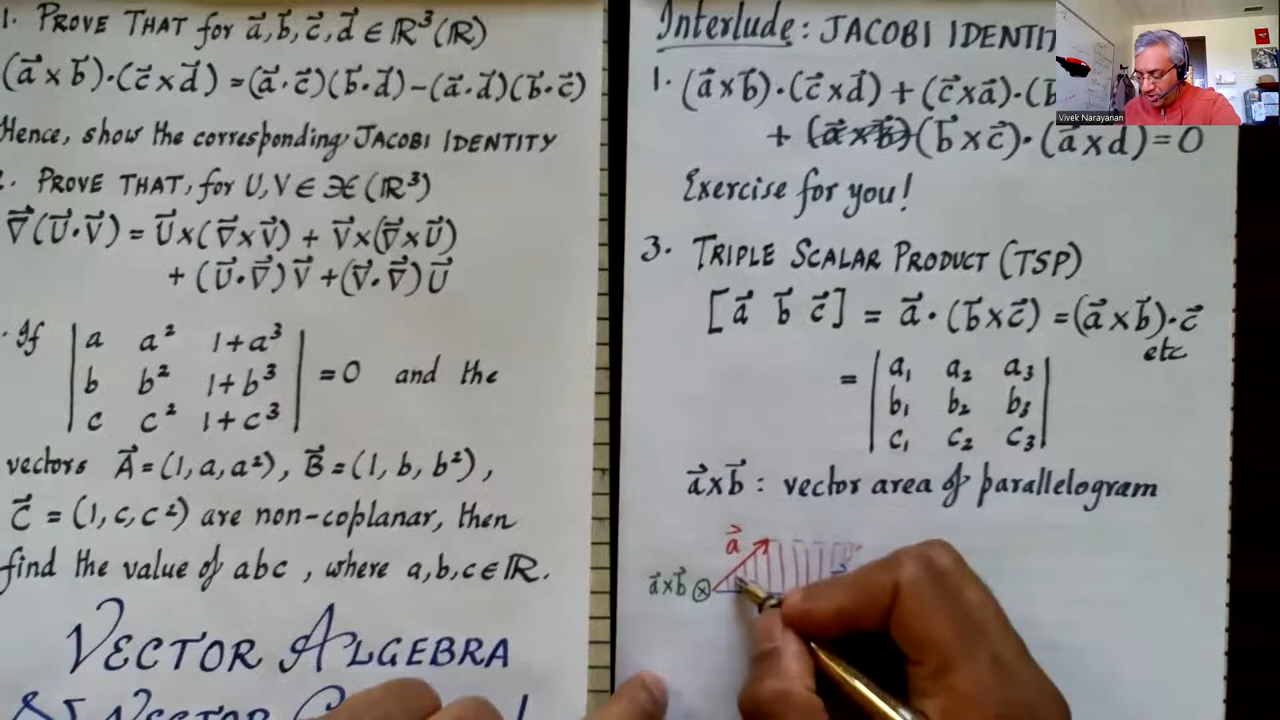 1. PROVE THAT for a⃗, b⃗, c⃗, d⃗ ∈ ℝ³(ℝ)
(a⃗ × b⃗)·(c⃗ × d⃗) = (a⃗·c⃗)(b⃗·d⃗) − (a⃗·d⃗)(b⃗·c⃗)
Hence, show the corresponding JACOBI IDENTITY
2. PROVE THAT, for U, V ∈ 𝔛(ℝ³)
∇⃗(U⃗·V⃗) = U⃗×(∇⃗×V⃗) + V⃗×(∇⃗×U⃗)
+ (U⃗·∇⃗)V⃗ + (V⃗·∇⃗)U⃗
. If | a a² 1+a³ |
| b b² 1+b³ | = 0 and the
| c c² 1+c³ |
vectors A⃗ = (1, a, a²), B⃗ = (1, b, b²),
C⃗ = (1, c, c²) are non-coplanar, then
find the value of abc, where a, b, c ∈ ℝ.
VECTOR ALGEBRA
Interlude: JACOBI IDENTIT
1. (a⃗×b⃗)·(c⃗×d⃗) + (c⃗×a⃗)·(b⃗
+ (b⃗×c⃗)·(a⃗×d⃗) = 0
Exercise for you!
3. TRIPLE SCALAR PRODUCT (TSP)
[a⃗ b⃗ c⃗] = a⃗·(b⃗×c⃗) = (a⃗×b⃗)·c⃗
etc
= | a₁ a₂ a₃ |
| b₁ b₂ b₃ |
| c₁ c₂ c₃ |
a⃗×b⃗ : vector area of parallelogram
a⃗
a⃗×b⃗ ⊗
Vivek Narayanan